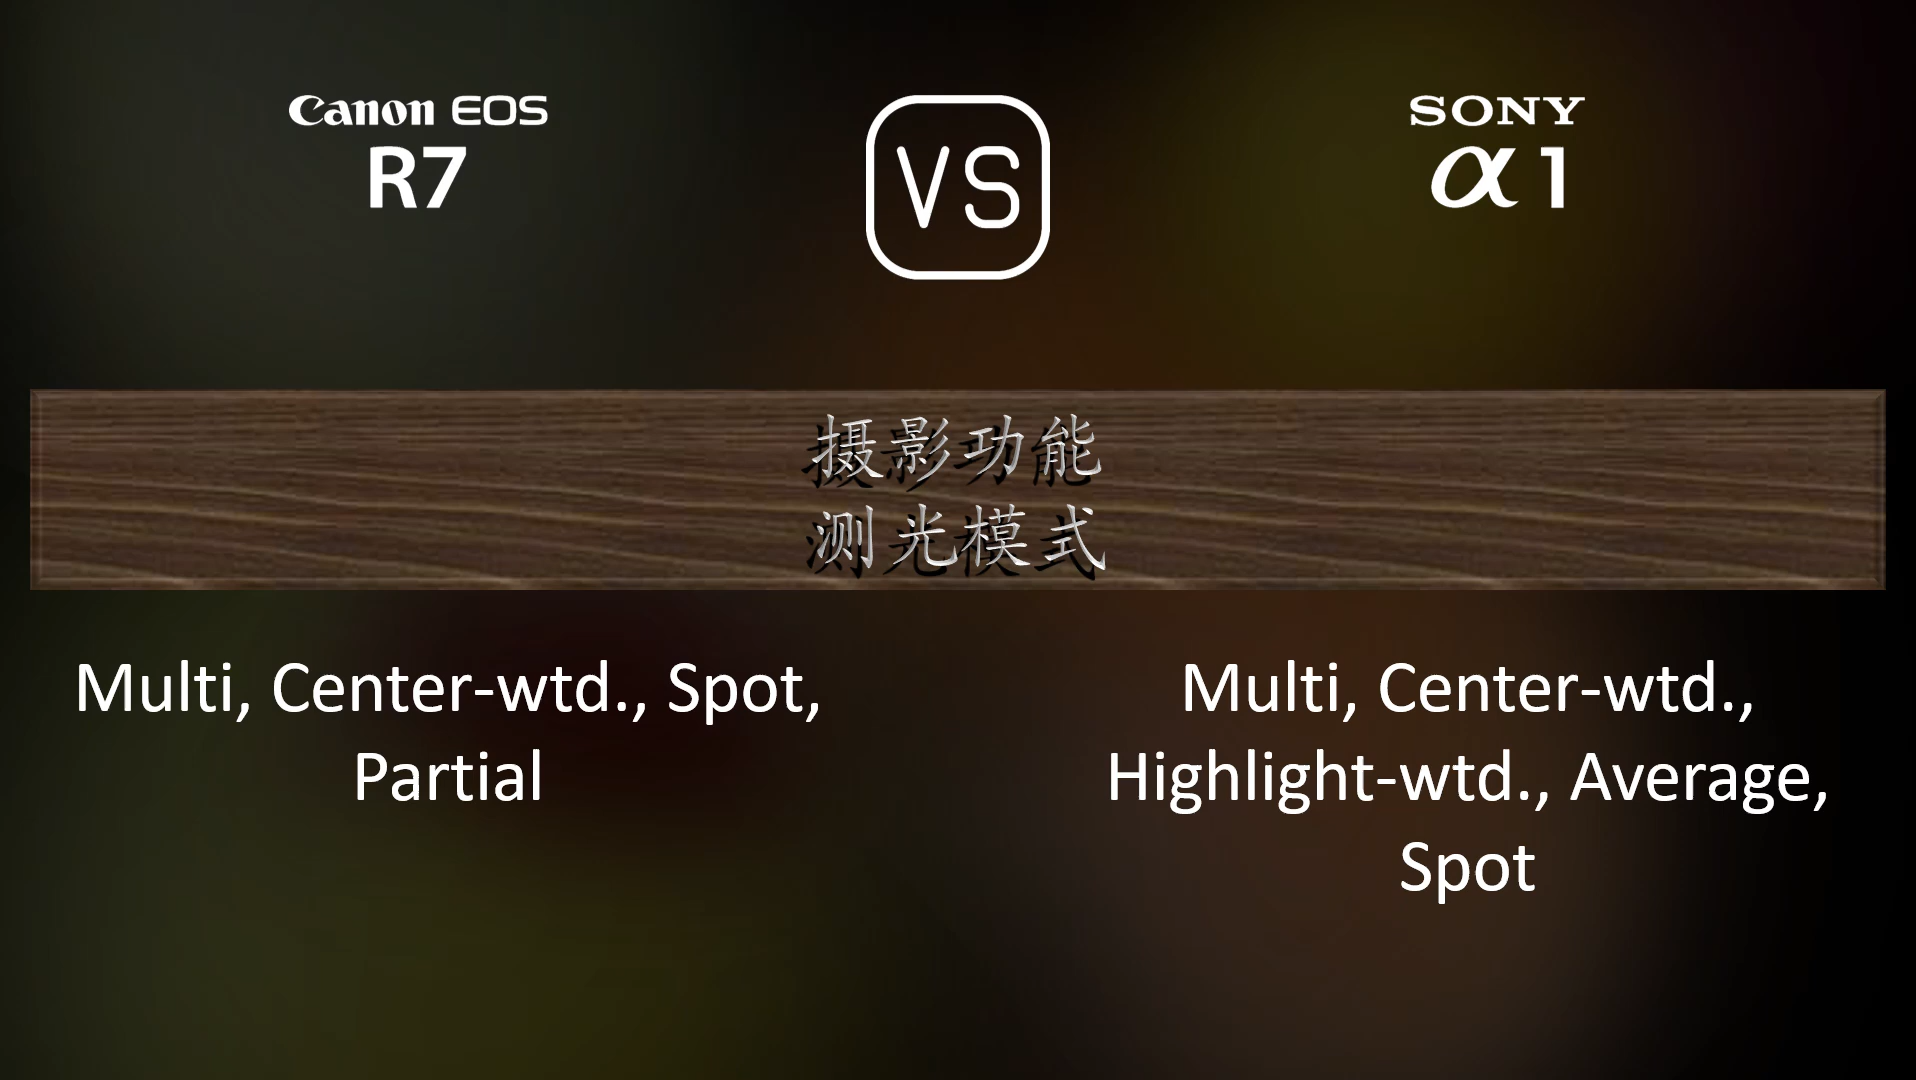 Canon EOS
R7
VS
SONY
α 1
摄影功能
测光模式
Multi, Center-wtd., Spot,
Partial
Multi, Center-wtd.,
Highlight-wtd., Average,
Spot